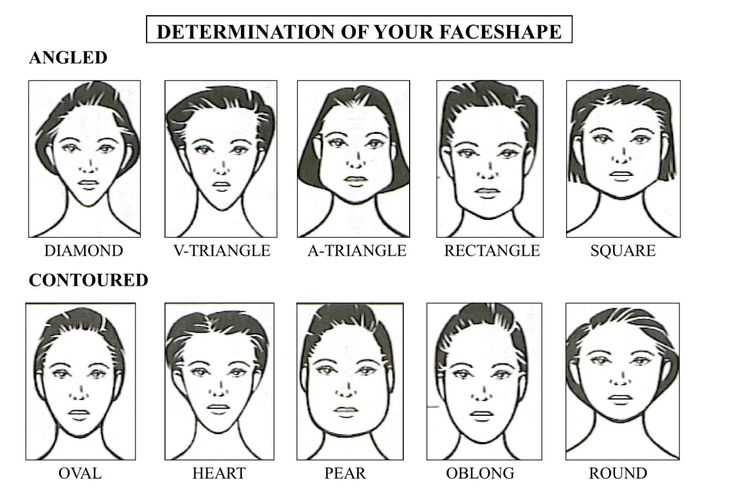 DETERMINATION OF YOUR FACESHAPE
ANGLED
DIAMOND V-TRIANGLE A-TRIANGLE RECTANGLE SQUARE
CONTOURED
OVAL HEART PEAR OBLONG ROUND